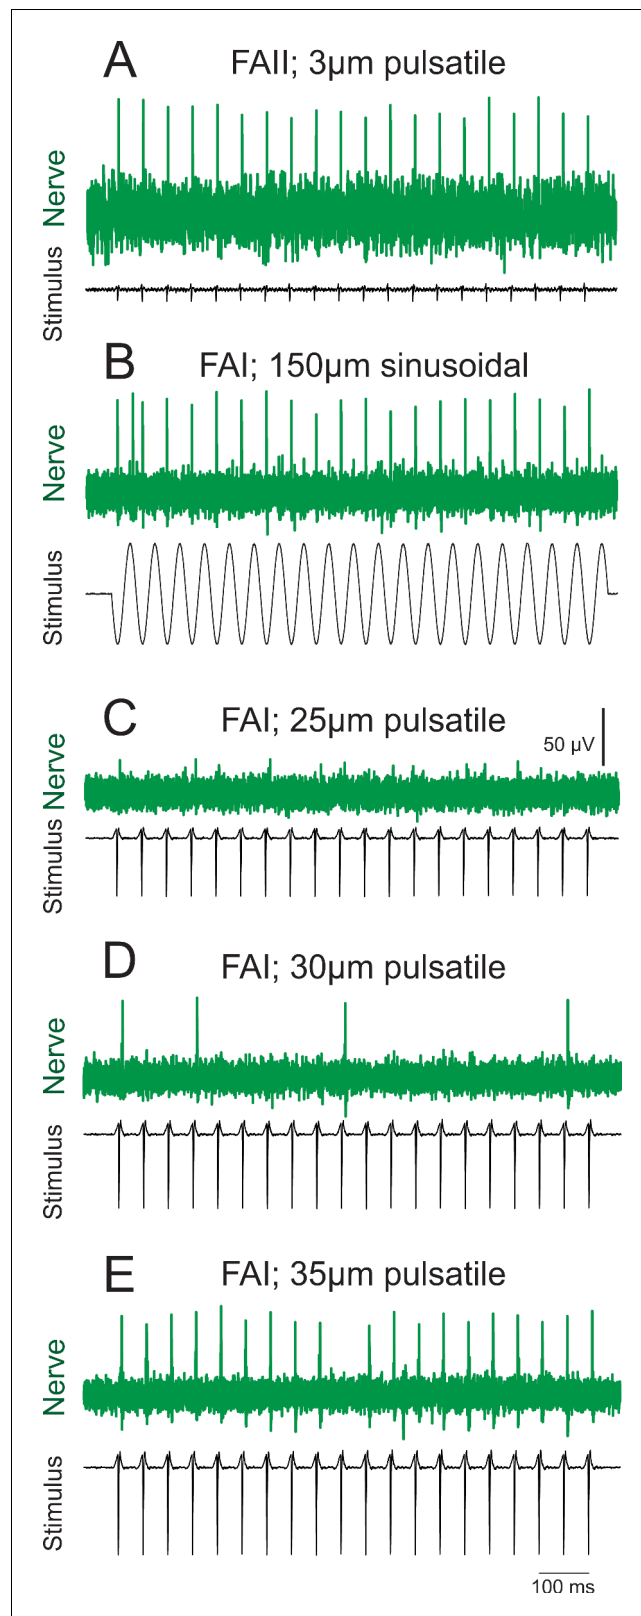 A FAII; 3µm pulsatile
Nerve
Stimulus
B FAI; 150µm sinusoidal
Nerve
Stimulus
C FAI; 25µm pulsatile
50 µV
Nerve
Stimulus
D FAI; 30µm pulsatile
Nerve
Stimulus
E FAI; 35µm pulsatile
Nerve
Stimulus
100 ms